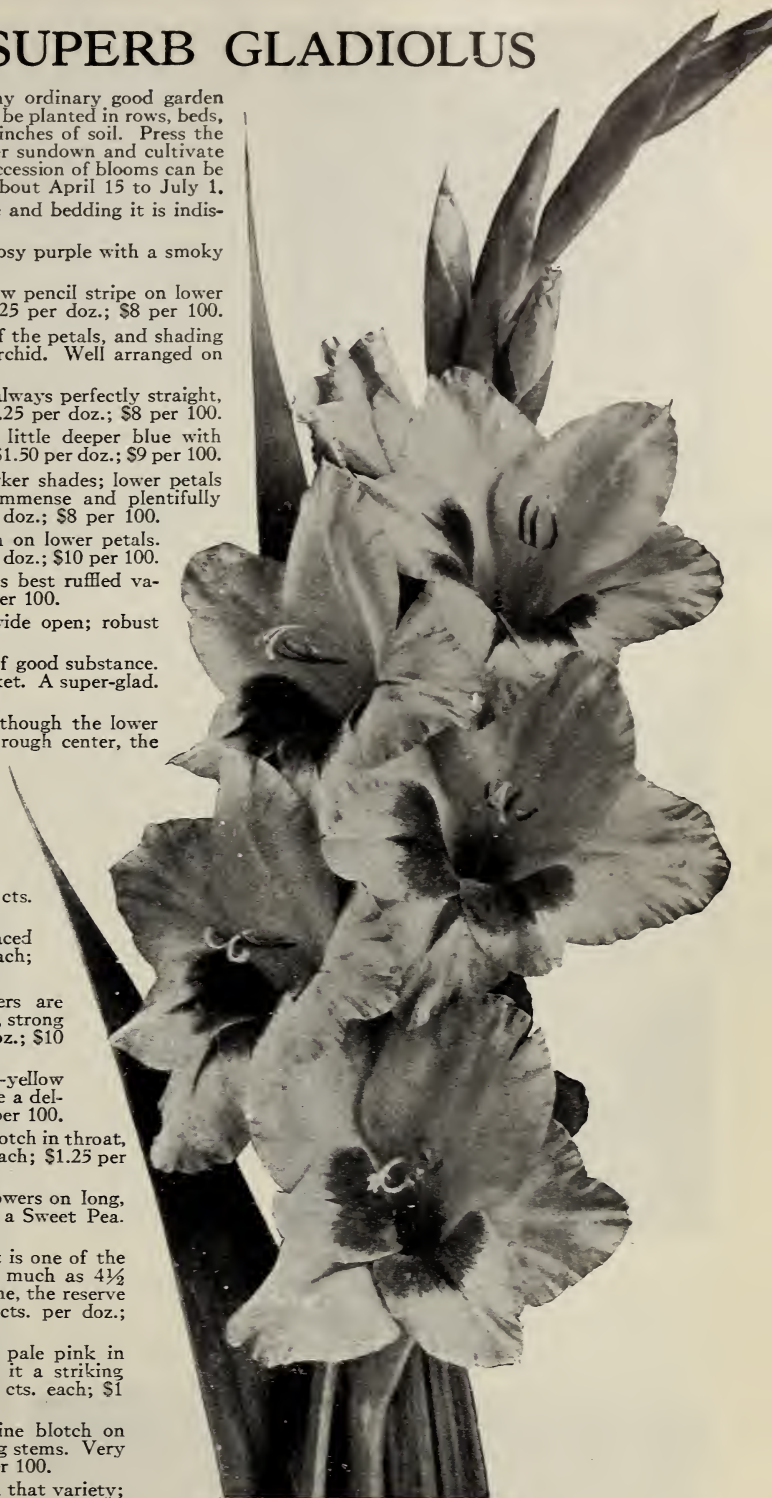 SUPERB GLADIOLUS
ny ordinary good garden
be planted in rows, beds,
inches of soil. Press the
r sundown and cultivate
ccession of blooms can be
bout April 15 to July 1.
and bedding it is indis-
osy purple with a smoky
w pencil stripe on lower
25 per doz.; $8 per 100.
f the petals, and shading
rchid. Well arranged on
lways perfectly straight,
.25 per doz.; $8 per 100.
little deeper blue with
$1.50 per doz.; $9 per 100.
ker shades; lower petals
mmense and plentifully
doz.; $8 per 100.
on lower petals.
doz.; $10 per 100.
s best ruffled va-
er 100.
ide open; robust
f good substance.
ket. A super-glad.
though the lower
rough center, the
cts.
ced
ach;
ers are
strong
oz.; $10
-yellow
e a del-
per 100.
otch in throat,
ach; $1.25 per
owers on long,
a Sweet Pea.
is one of the
much as 4½
ne, the reserve
cts. per doz.;
pale pink in
it a striking
cts. each; $1
ine blotch on
g stems. Very
r 100.
that variety;